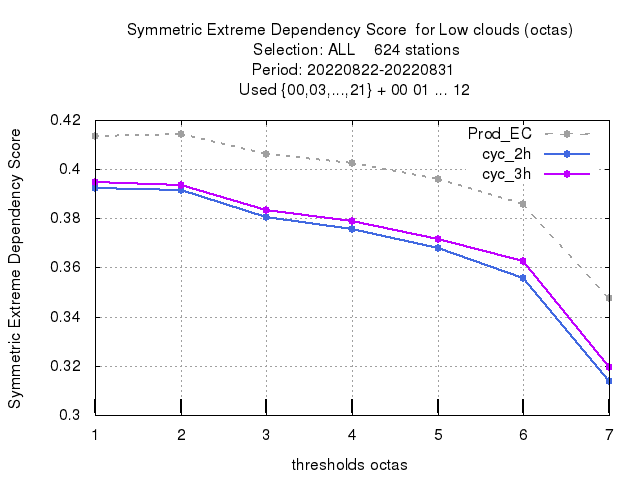 Symmetric Extreme Dependency Score  for Low clouds (octas)
Selection: ALL    624 stations
Period: 20220822-20220831
Used {00,03,...,21} + 00 01 ... 12
Prod_EC
cyc_2h
cyc_3h
Symmetric Extreme Dependency Score
0.42
0.4
0.38
0.36
0.34
0.32
0.3
1 2 3 4 5 6 7
thresholds octas